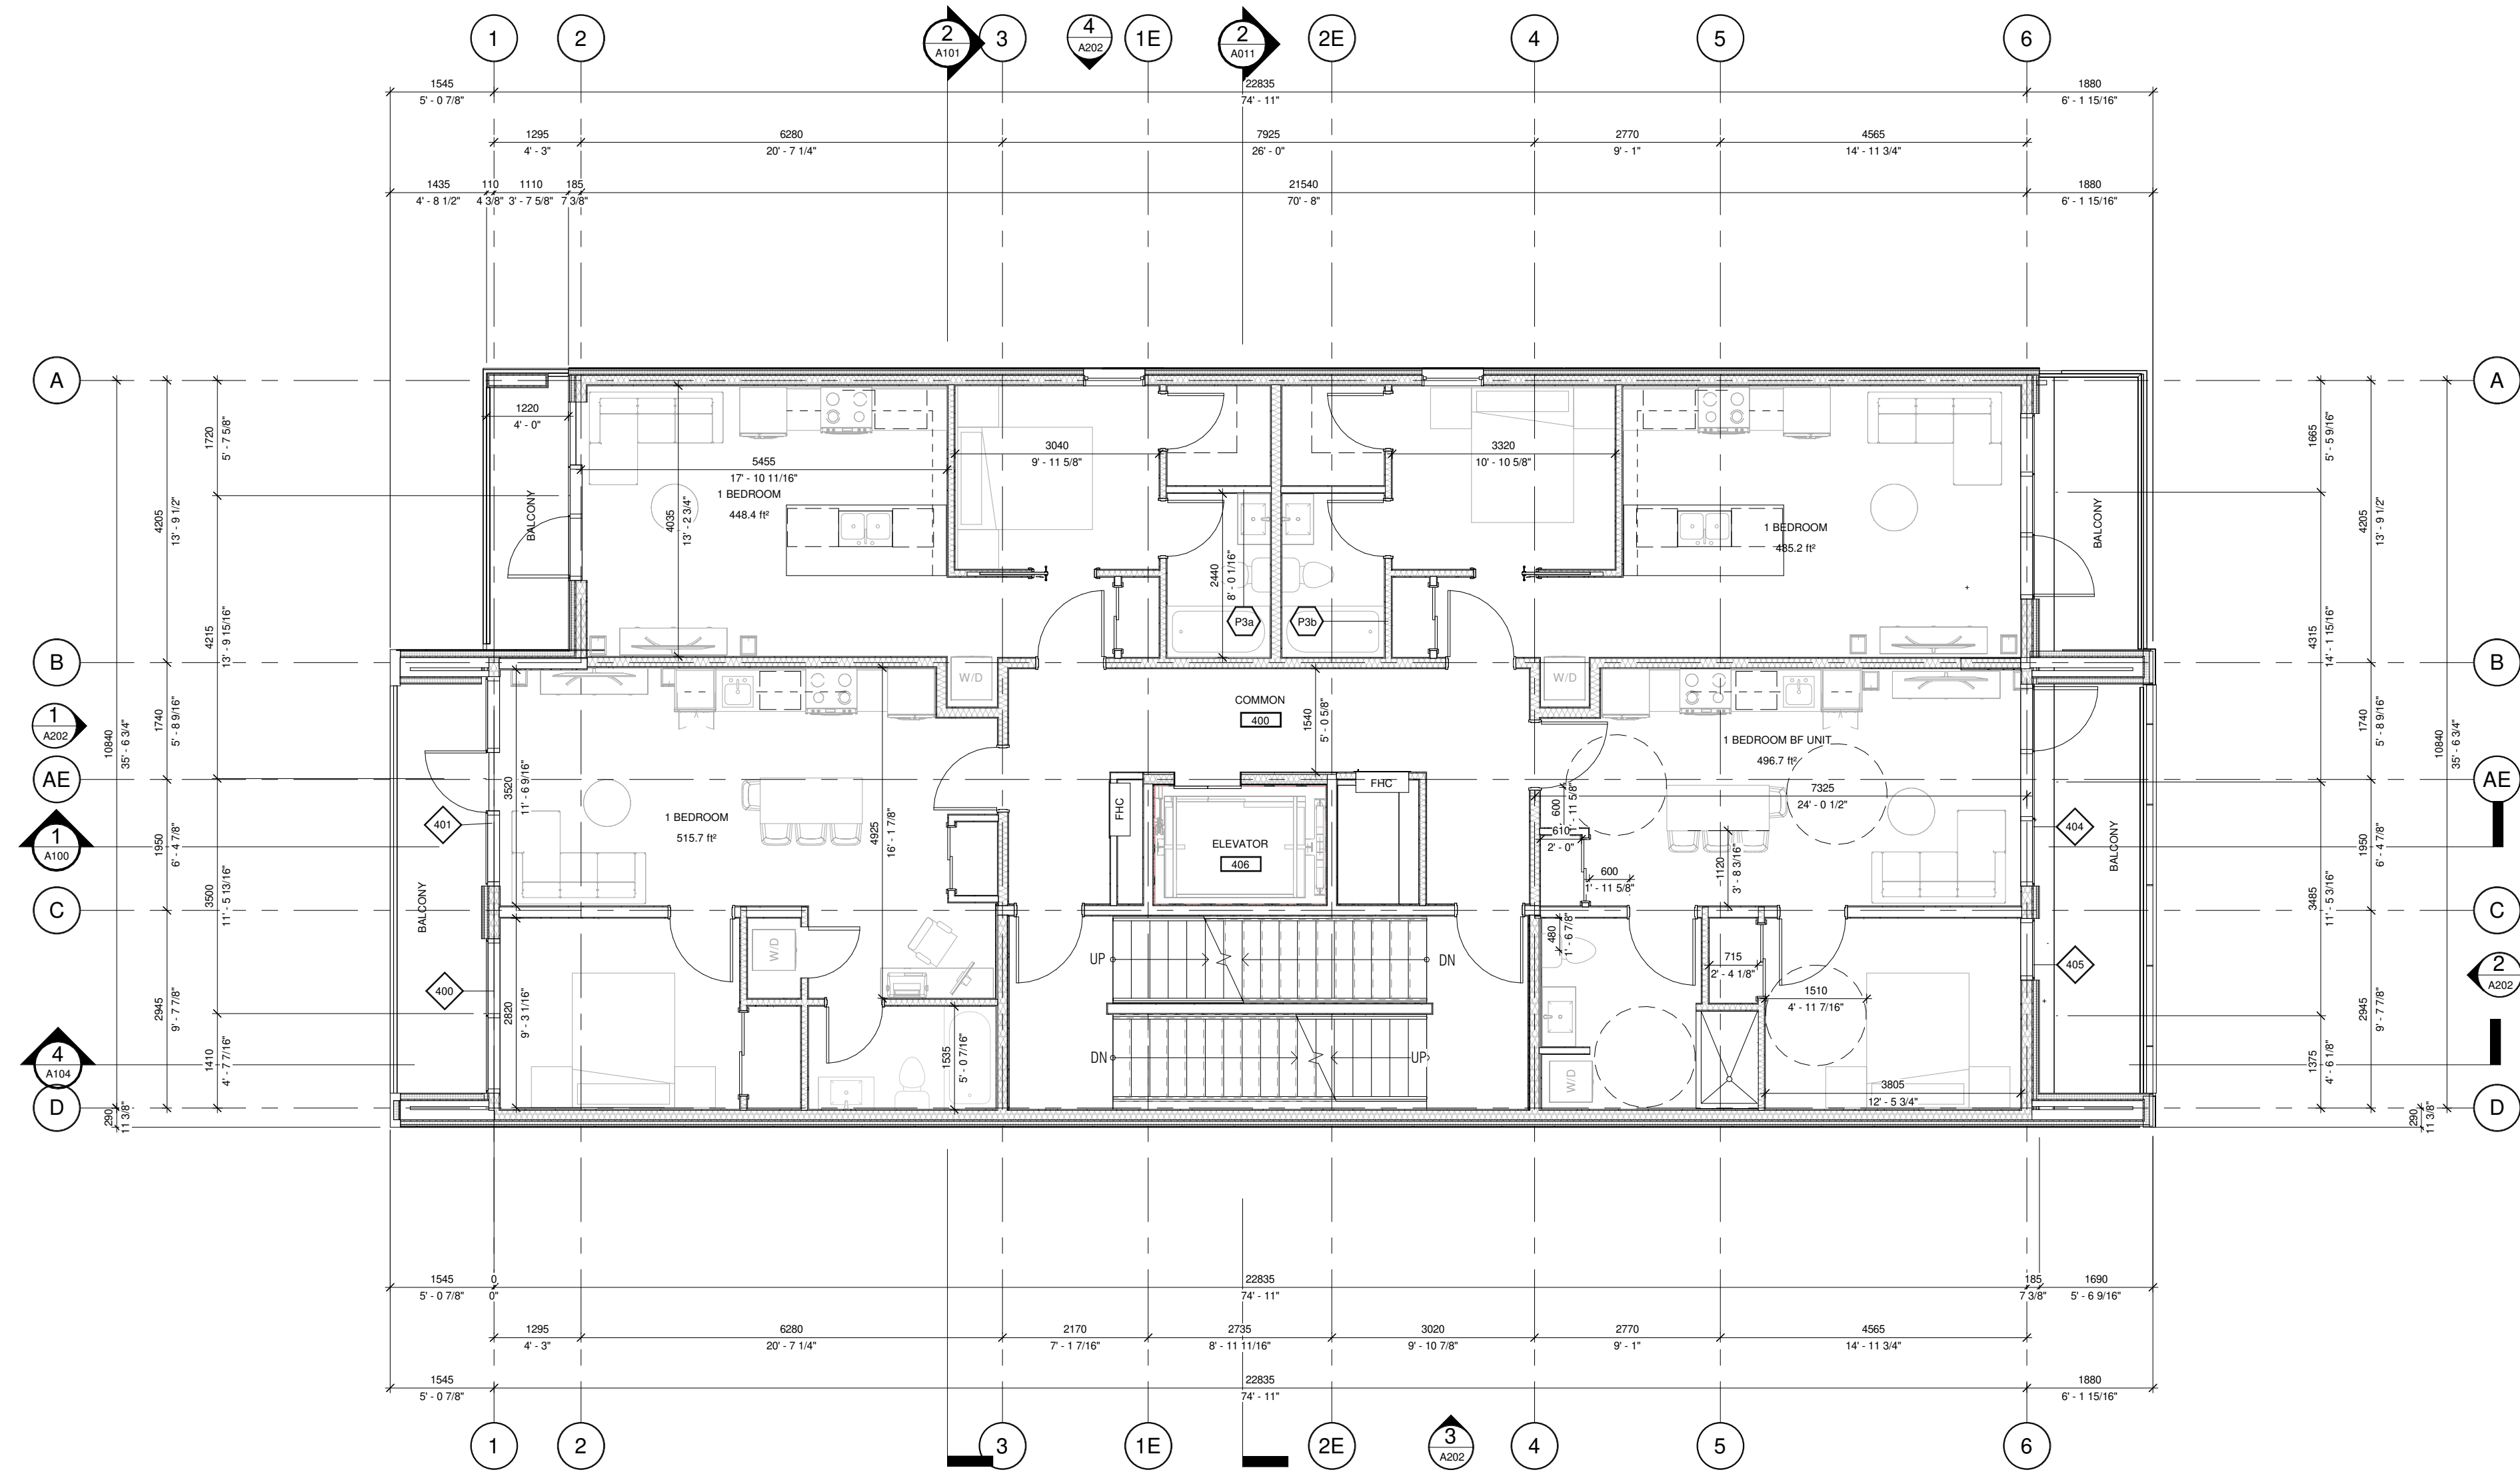 1
2
2
A101
3
4
A202
1E
2
A011
2E
4
5
6
1545
5' - 0 7/8"
22835
74' - 11"
1880
6' - 1 15/16"
1295
4' - 3"
6280
20' - 7 1/4"
7925
26' - 0"
2770
9' - 1"
4565
14' - 11 3/4"
1435
4' - 8 1/2"
110
4 3/8"
1110
3' - 7 5/8"
185
7 3/8"
21540
70' - 8"
1880
6' - 1 15/16"
A
B
1
A202
AE
1
A100
C
4
A104
D
10840
35' - 6 3/4"
290
11 3/8"
4205
13' - 9 1/2"
1740
5' - 8 9/16"
1950
6' - 4 7/8"
2945
9' - 7 7/8"
1720
5' - 7 5/8"
4215
13' - 9 15/16"
3500
11' - 5 13/16"
1410
4' - 7 7/16"
1220
4' - 0"
BALCONY
5455
17' - 10 11/16"
1 BEDROOM
448.4 ft²
4035
13' - 2 3/4"
3040
9' - 11 5/8"
2440
8' - 0 1/16"
P3a
P3b
3320
10' - 10 5/8"
1 BEDROOM
485.2 ft²
BALCONY
W/D
W/D
COMMON
400
1540
5' - 0 5/8"
BALCONY
401
400
3520
11' - 6 9/16"
1 BEDROOM
515.7 ft²
4925
16' - 1 7/8"
W/D
2820
9' - 3 1/16"
1535
5' - 0 7/16"
FHC
FHC
ELEVATOR
406
UP
DN
DN
UP
1 BEDROOM BF UNIT
496.7 ft²
7325
24' - 0 1/2"
600
1' - 11 5/8"
610
2' - 0"
600
1' - 11 5/8"
1120
3' - 8 3/16"
480
1' - 6 7/8"
715
2' - 4 1/8"
1510
4' - 11 7/16"
W/D
3805
12' - 5 3/4"
404
405
BALCONY
1665
5' - 5 9/16"
4315
14' - 1 15/16"
3485
11' - 5 3/16"
1375
4' - 6 1/8"
4205
13' - 9 1/2"
1740
5' - 8 9/16"
1950
6' - 4 7/8"
2945
9' - 7 7/8"
10840
35' - 6 3/4"
290
11 3/8"
A
B
AE
C
2
A202
D
1545
5' - 0 7/8"
0
0"
22835
74' - 11"
185
7 3/8"
1690
5' - 6 9/16"
1295
4' - 3"
6280
20' - 7 1/4"
2170
7' - 1 7/16"
2735
8' - 11 11/16"
3020
9' - 10 7/8"
2770
9' - 1"
4565
14' - 11 3/4"
1545
5' - 0 7/8"
22835
74' - 11"
1880
6' - 1 15/16"
1
2
3
1E
2E
3
A202
4
5
6